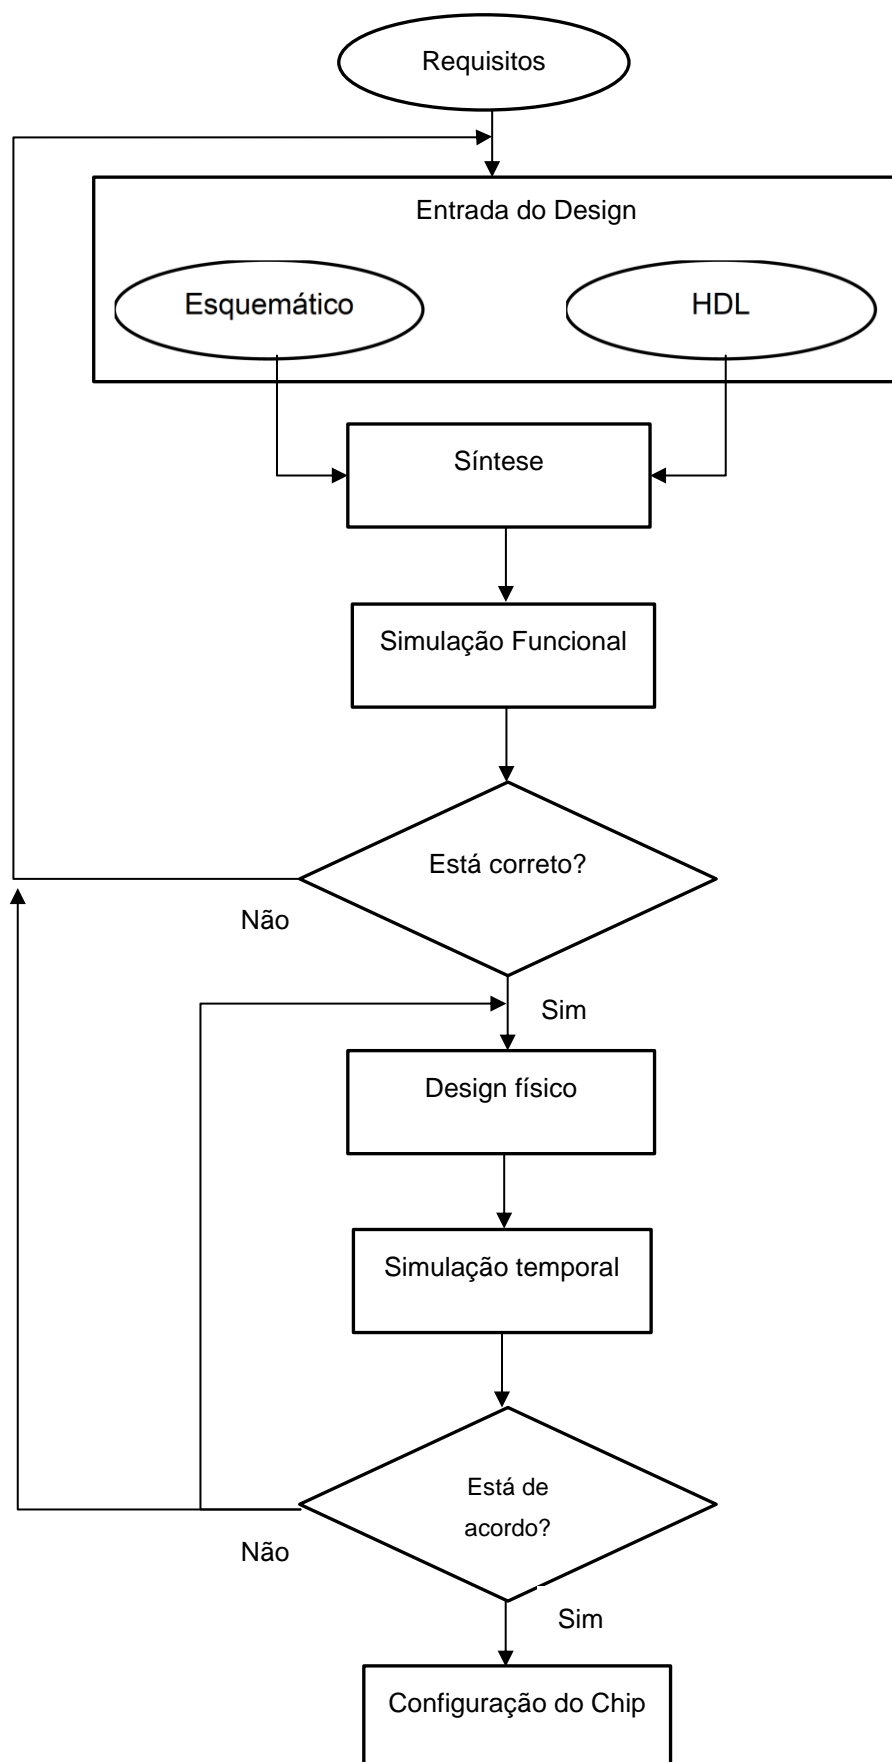 Requisitos
Entrada do Design
Esquemático
HDL
Síntese
Simulação Funcional
Está correto?
Não
Sim
Design físico
Simulação temporal
Está de
acordo?
Não
Sim
Configuração do Chip